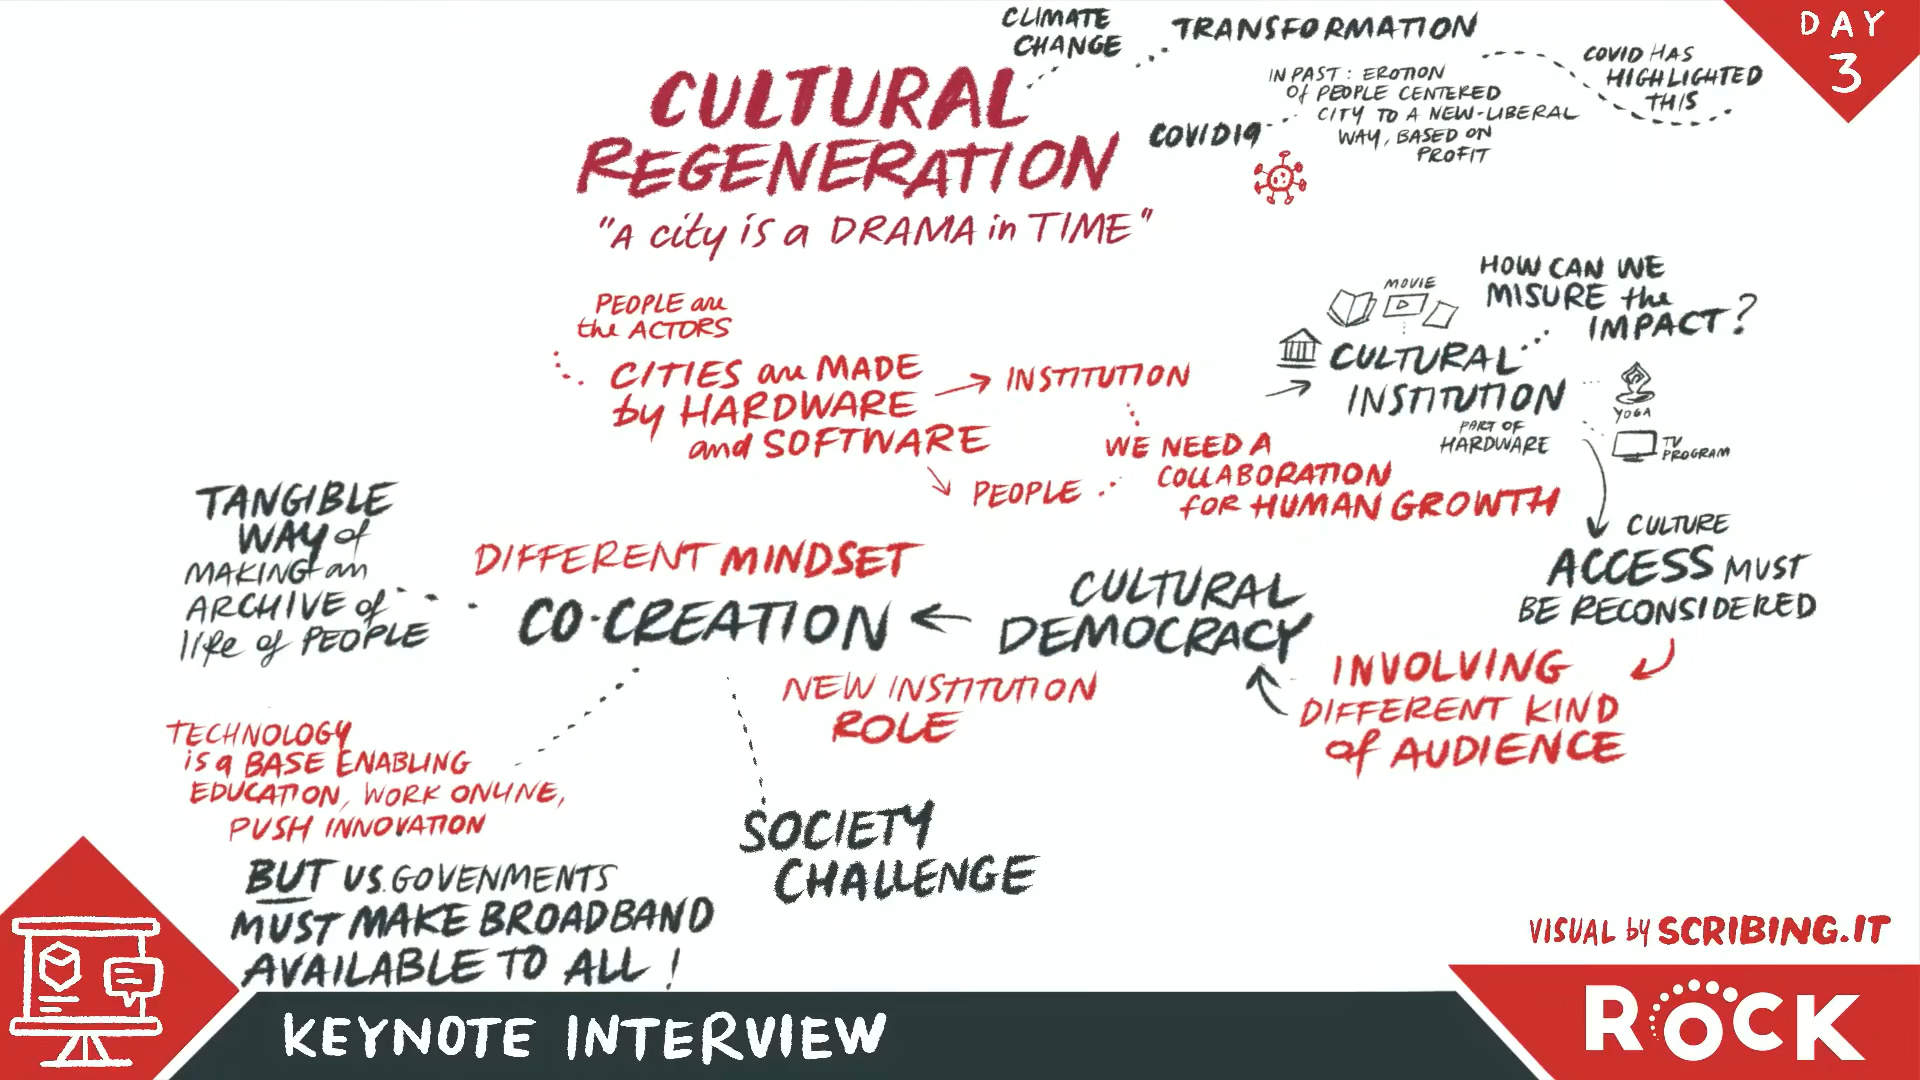 DAY
3
CLIMATE
CHANGE
TRANSFORMATION
COVID HAS
HIGHLIGHTED
THIS
IN PAST: EROTION
of PEOPLE CENTERED
CITY TO A NEW-LIBERAL
WAY, BASED ON
PROFIT
COVID19
CULTURAL
REGENERATION
"A city is a DRAMA in TIME"
PEOPLE are
the ACTORS
CITIES are MADE
by HARDWARE
and SOFTWARE
INSTITUTION
PEOPLE
WE NEED A
COLLABORATION
for HUMAN GROWTH
MOVIE
HOW CAN WE
MISURE the
IMPACT?
CULTURAL
INSTITUTION
PART OF
HARDWARE
YOGA
TV
PROGRAM
CULTURE
ACCESS MUST
BE RECONSIDERED
INVOLVING
DIFFERENT KIND
of AUDIENCE
CULTURAL
DEMOCRACY
DIFFERENT MINDSET
CO-CREATION
NEW INSTITUTION
ROLE
TANGIBLE
WAY of
MAKING an
ARCHIVE of
life of PEOPLE
TECHNOLOGY
is a BASE ENABLING
EDUCATION, WORK ONLINE,
PUSH INNOVATION
BUT US.GOVENMENTS
MUST MAKE BROADBAND
AVAILABLE TO ALL!
SOCIETY
CHALLENGE
VISUAL by SCRIBING.IT
KEYNOTE INTERVIEW
ROCK